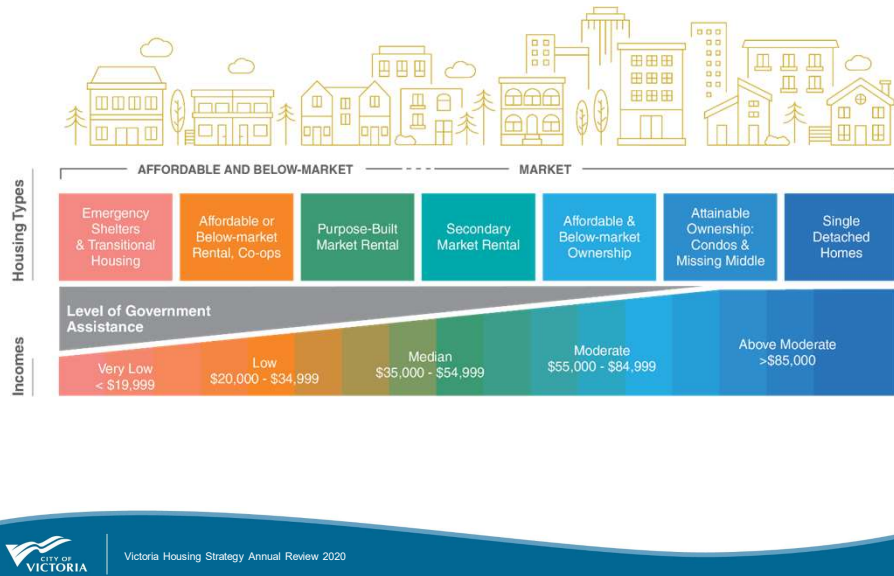 AFFORDABLE AND BELOW-MARKET
MARKET
Housing Types
Emergency
Shelters
& Transitional
Housing
Affordable or
Below-market
Rental, Co-ops
Purpose-Built
Market Rental
Secondary
Market Rental
Affordable &
Below-market
Ownership
Attainable
Ownership:
Condos &
Missing Middle
Single
Detached
Homes
Level of Government
Assistance
Incomes
Very Low
< $19,999
Low
$20,000 - $34,999
Median
$35,000 - $54,999
Moderate
$55,000 - $84,999
Above Moderate
>$85,000
CITY OF
VICTORIA
Victoria Housing Strategy Annual Review 2020